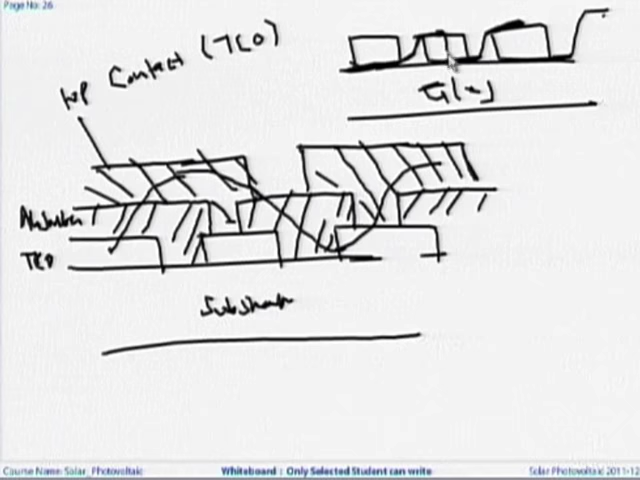 Page No: 26
Top Contact (TCO)
Absorber
TCO
Substrate
Course Name: Solar_Photovoltaic
Whiteboard : Only Selected Student can write
Solar Photovoltaic 2011-12